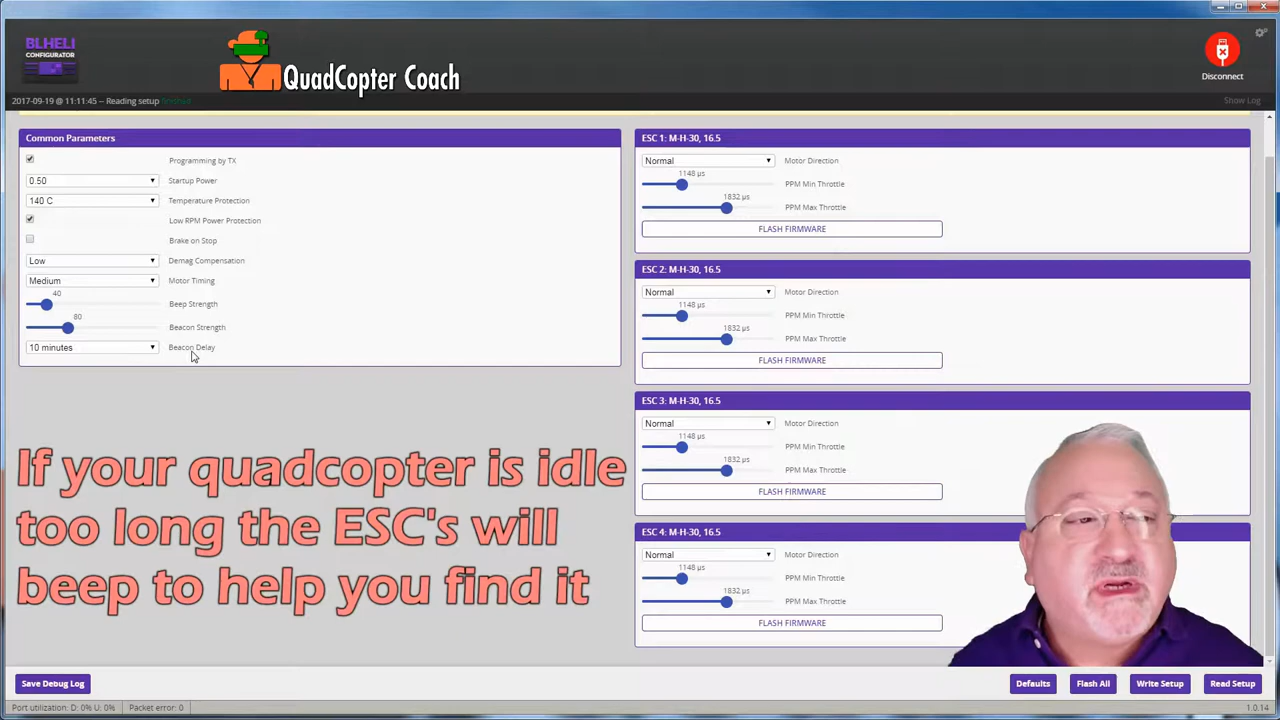 BLHELI
CONFIGURATOR
QuadCopter Coach
Disconnect
2017-09-19 @ 11:11:45 -- Reading setup finished
Show Log
Common Parameters
Programming by TX
0.50 Startup Power
140 C Temperature Protection
Low RPM Power Protection
Brake on Stop
Low Demag Compensation
Medium Motor Timing
40
Beep Strength
80
Beacon Strength
10 minutes Beacon Delay
ESC 1: M-H-30, 16.5
Normal Motor Direction
1148 µs
PPM Min Throttle
1832 µs
PPM Max Throttle
FLASH FIRMWARE
ESC 2: M-H-30, 16.5
Normal Motor Direction
1148 µs
PPM Min Throttle
1832 µs
PPM Max Throttle
FLASH FIRMWARE
ESC 3: M-H-30, 16.5
Normal Motor Direction
1148 µs
PPM Min Throttle
1832 µs
PPM Max Throttle
FLASH FIRMWARE
ESC 4: M-H-30, 16.5
Normal Motor Direction
1148 µs
PPM Min Throttle
1832 µs
PPM Max Throttle
FLASH FIRMWARE
If your quadcopter is idle
too long the ESC's will
beep to help you find it
Save Debug Log
Defaults
Flash All
Write Setup
Read Setup
Port utilization: D: 0% U: 0%
Packet error: 0
1.0.14